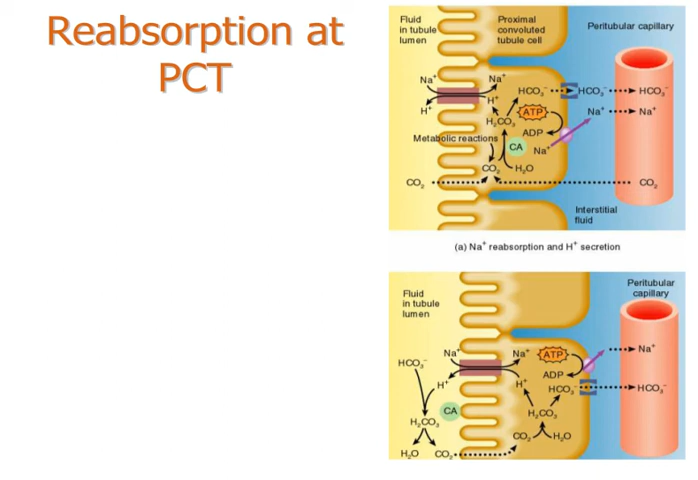 Reabsorption at
PCT
Fluid
in tubule
lumen
Proximal
convoluted
tubule cell
Peritubular capillary
Na⁺
Na⁺
H⁺
H⁺
HCO₃⁻
HCO₃⁻
HCO₃⁻
ATP
Na⁺
Na⁺
H₂CO₃
ADP
Metabolic reactions
CA
Na⁺
CO₂
H₂O
CO₂
CO₂
Interstitial
fluid
(a) Na⁺ reabsorption and H⁺ secretion
Fluid
in tubule
lumen
Peritubular
capillary
Na⁺
Na⁺
ATP
Na⁺
HCO₃⁻
ADP
H⁺
H⁺
HCO₃⁻
HCO₃⁻
CA
H₂CO₃
H₂CO₃
CO₂
H₂O
H₂O
CO₂